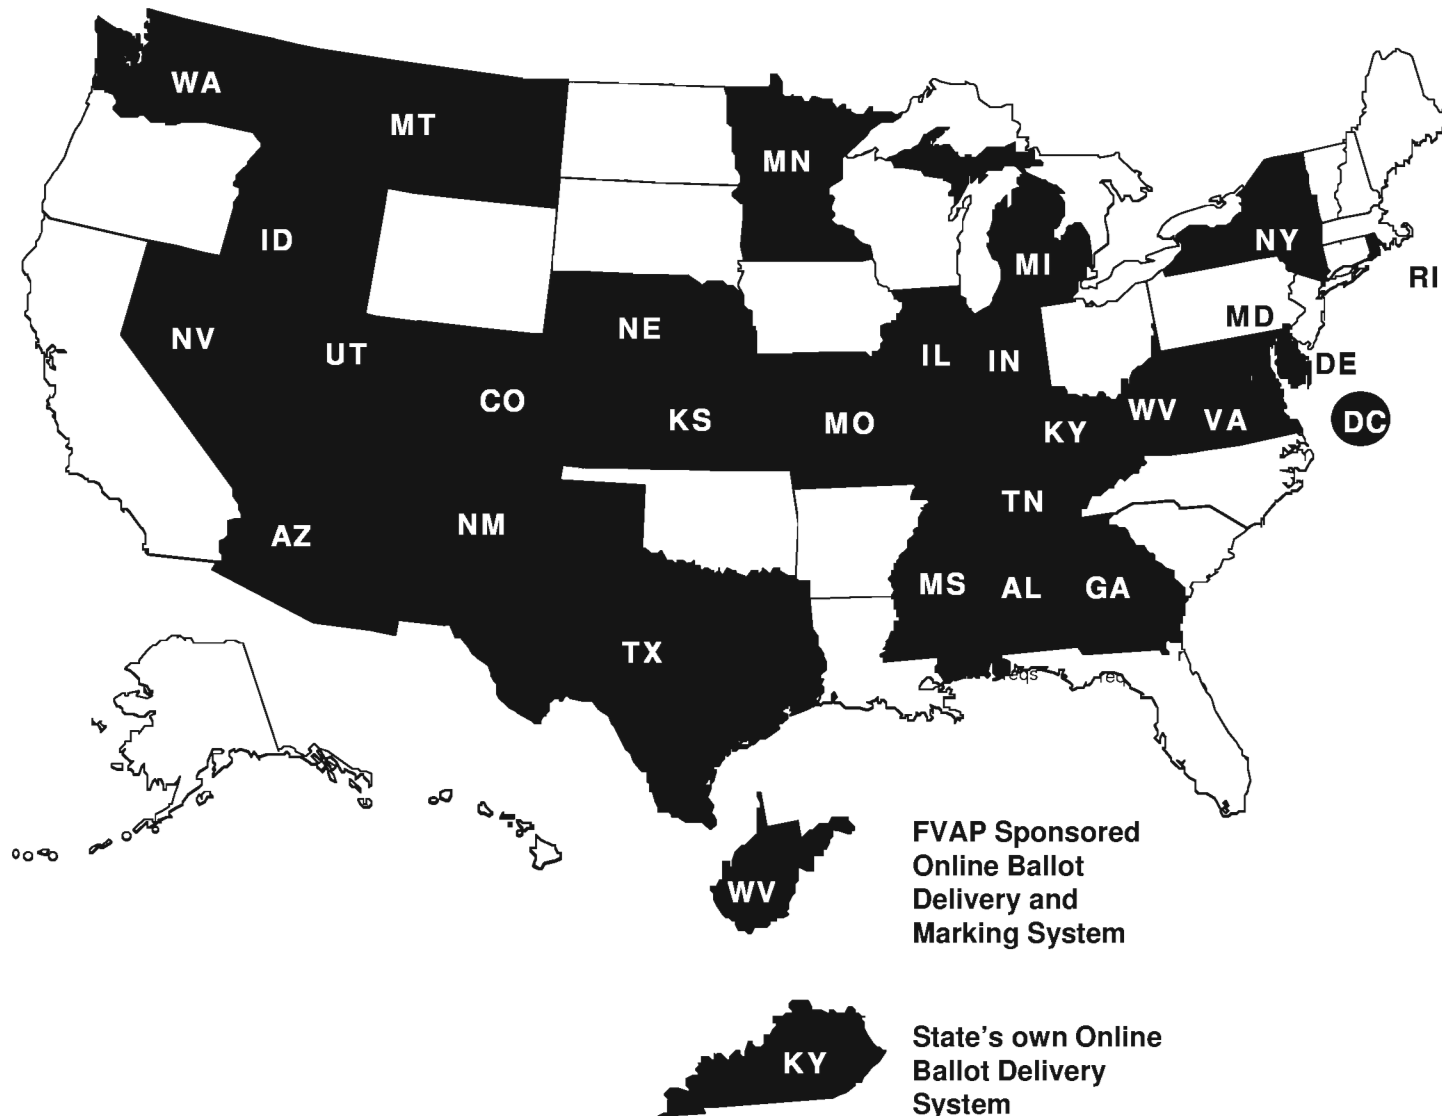 WA
MT
MN
ID
NY
MI
RI
NV
UT
NE
IL
IN
MD
DE
CO
KS
MO
KY
WV
VA
DC
AZ
NM
TN
MS
AL
GA
TX
reqs
req
FVAP Sponsored
Online Ballot
Delivery and
Marking System
WV
State's own Online
Ballot Delivery
System
KY